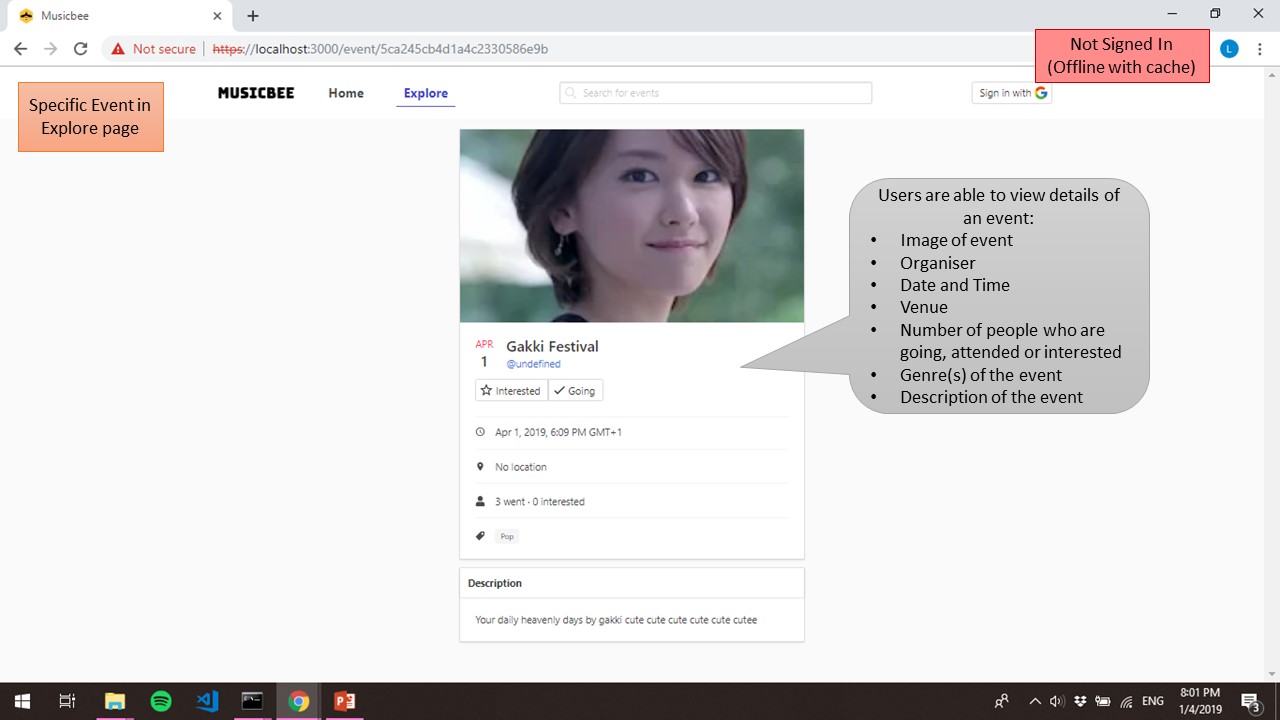 Musicbee
Not secure https://localhost:3000/event/5ca245cb4d1a4c2330586e9b
L
Not Signed In
(Offline with cache)
Specific Event in
Explore page
MUSICBEE Home Explore Search for events Sign in with G
Users are able to view details of
an event:
• Image of event
• Organiser
• Date and Time
• Venue
• Number of people who are
going, attended or interested
• Genre(s) of the event
• Description of the event
APR Gakki Festival
1 @undefined
Interested Going
Apr 1, 2019, 6:09 PM GMT+1
No location
3 went · 0 interested
Pop
Description
Your daily heavenly days by gakki cute cute cute cute cute cutee
ENG
8:01 PM
1/4/2019
3